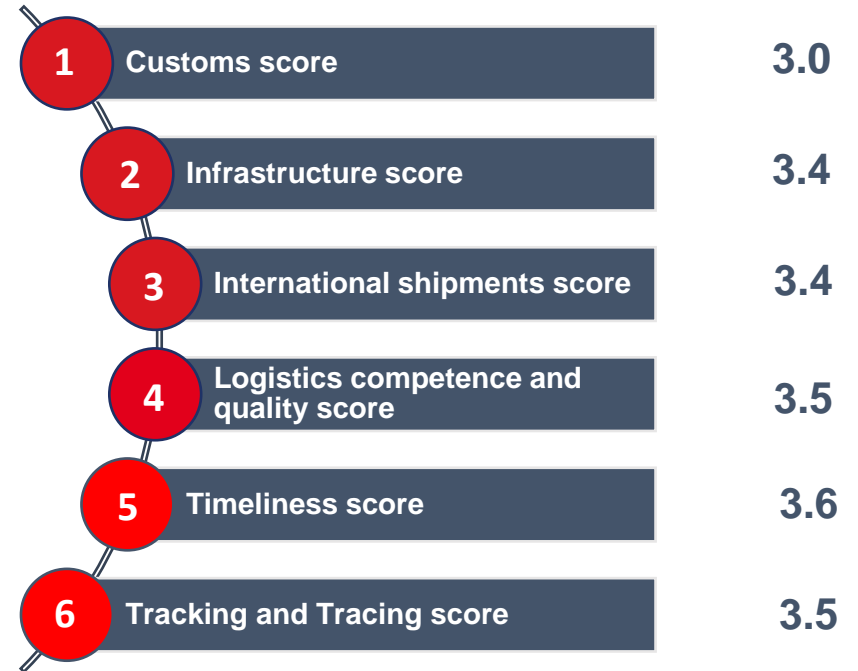 1 Customs score 3.0
2 Infrastructure score 3.4
3 International shipments score 3.4
4 Logistics competence and
quality score 3.5
5 Timeliness score 3.6
6 Tracking and Tracing score 3.5